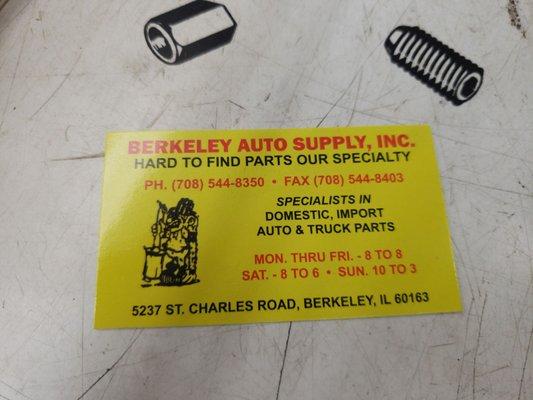 BERKELEY AUTO SUPPLY, INC.
HARD TO FIND PARTS OUR SPECIALTY
PH. (708) 544-8350 • FAX (708) 544-8403
SPECIALISTS IN
DOMESTIC, IMPORT
AUTO & TRUCK PARTS
MON. THRU FRI. - 8 TO 8
SAT. - 8 TO 6 • SUN. 10 TO 3
5237 ST. CHARLES ROAD, BERKELEY, IL 60163